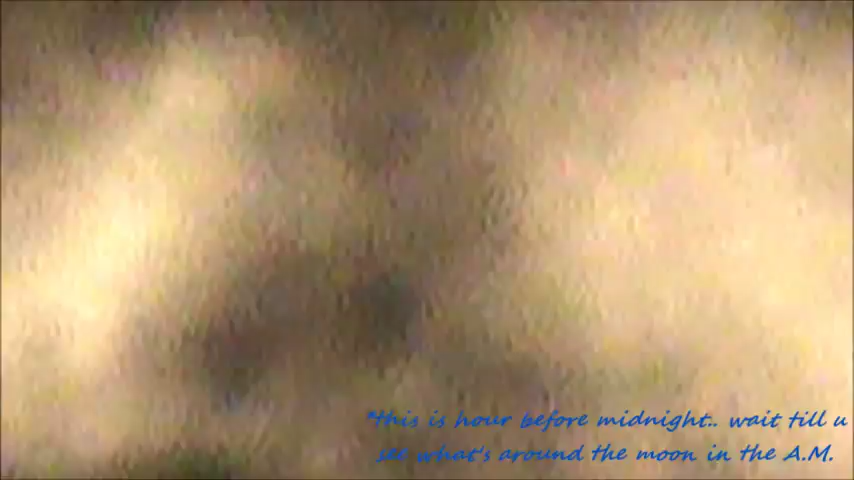 *this is hour before midnight.. wait till u
see what's around the moon in the A.M.